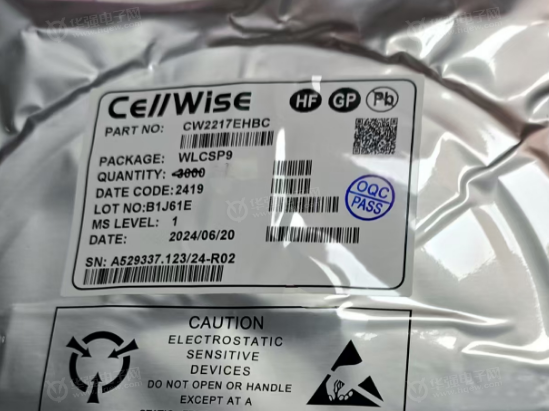 CellWise
HF GP Pb
PART NO: CW2217EHBC
PACKAGE: WLCSP9
QUANTITY: 3000
DATE CODE: 2419
LOT NO: B1J61E
MS LEVEL: 1
DATE: 2024/06/20
OQC
PASS
SN: A529337.123/24-R02
CAUTION
ELECTROSTATIC
SENSITIVE
DEVICES
DO NOT OPEN OR HANDLE
EXCEPT AT A